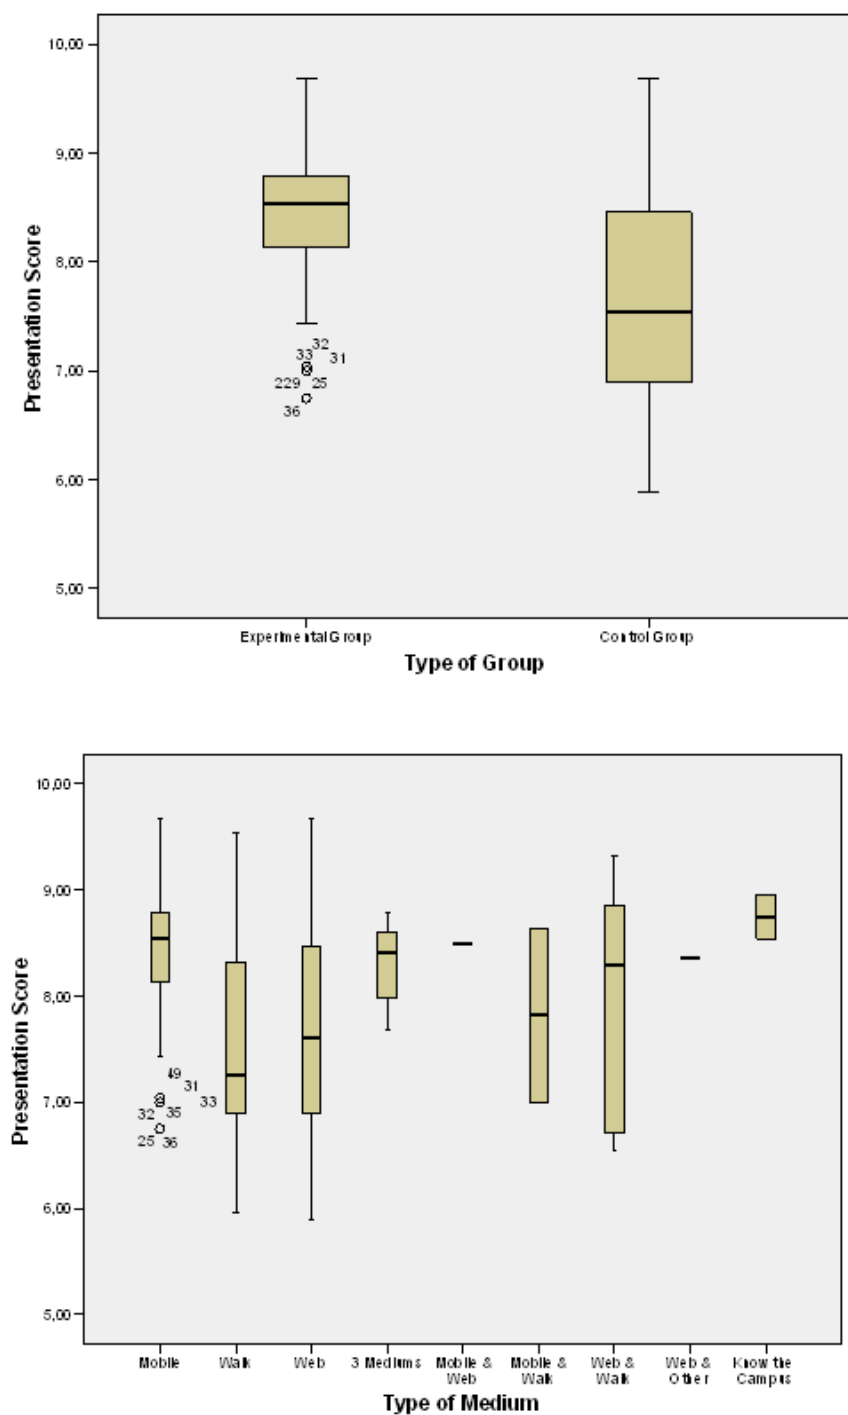 10,00
9,00
8,00
7,00
6,00
5,00
Presentation Score
32
33
31
229
25
36
Experimental Group
Control Group
Type of Group
10,00
9,00
8,00
7,00
6,00
5,00
Presentation Score
49
31
33
32
35
25
36
Mobile
Walk
Web
3 Mediums
Mobile &
Web
Mobile &
Walk
Web &
Walk
Web &
Other
Know the
Campus
Type of Medium